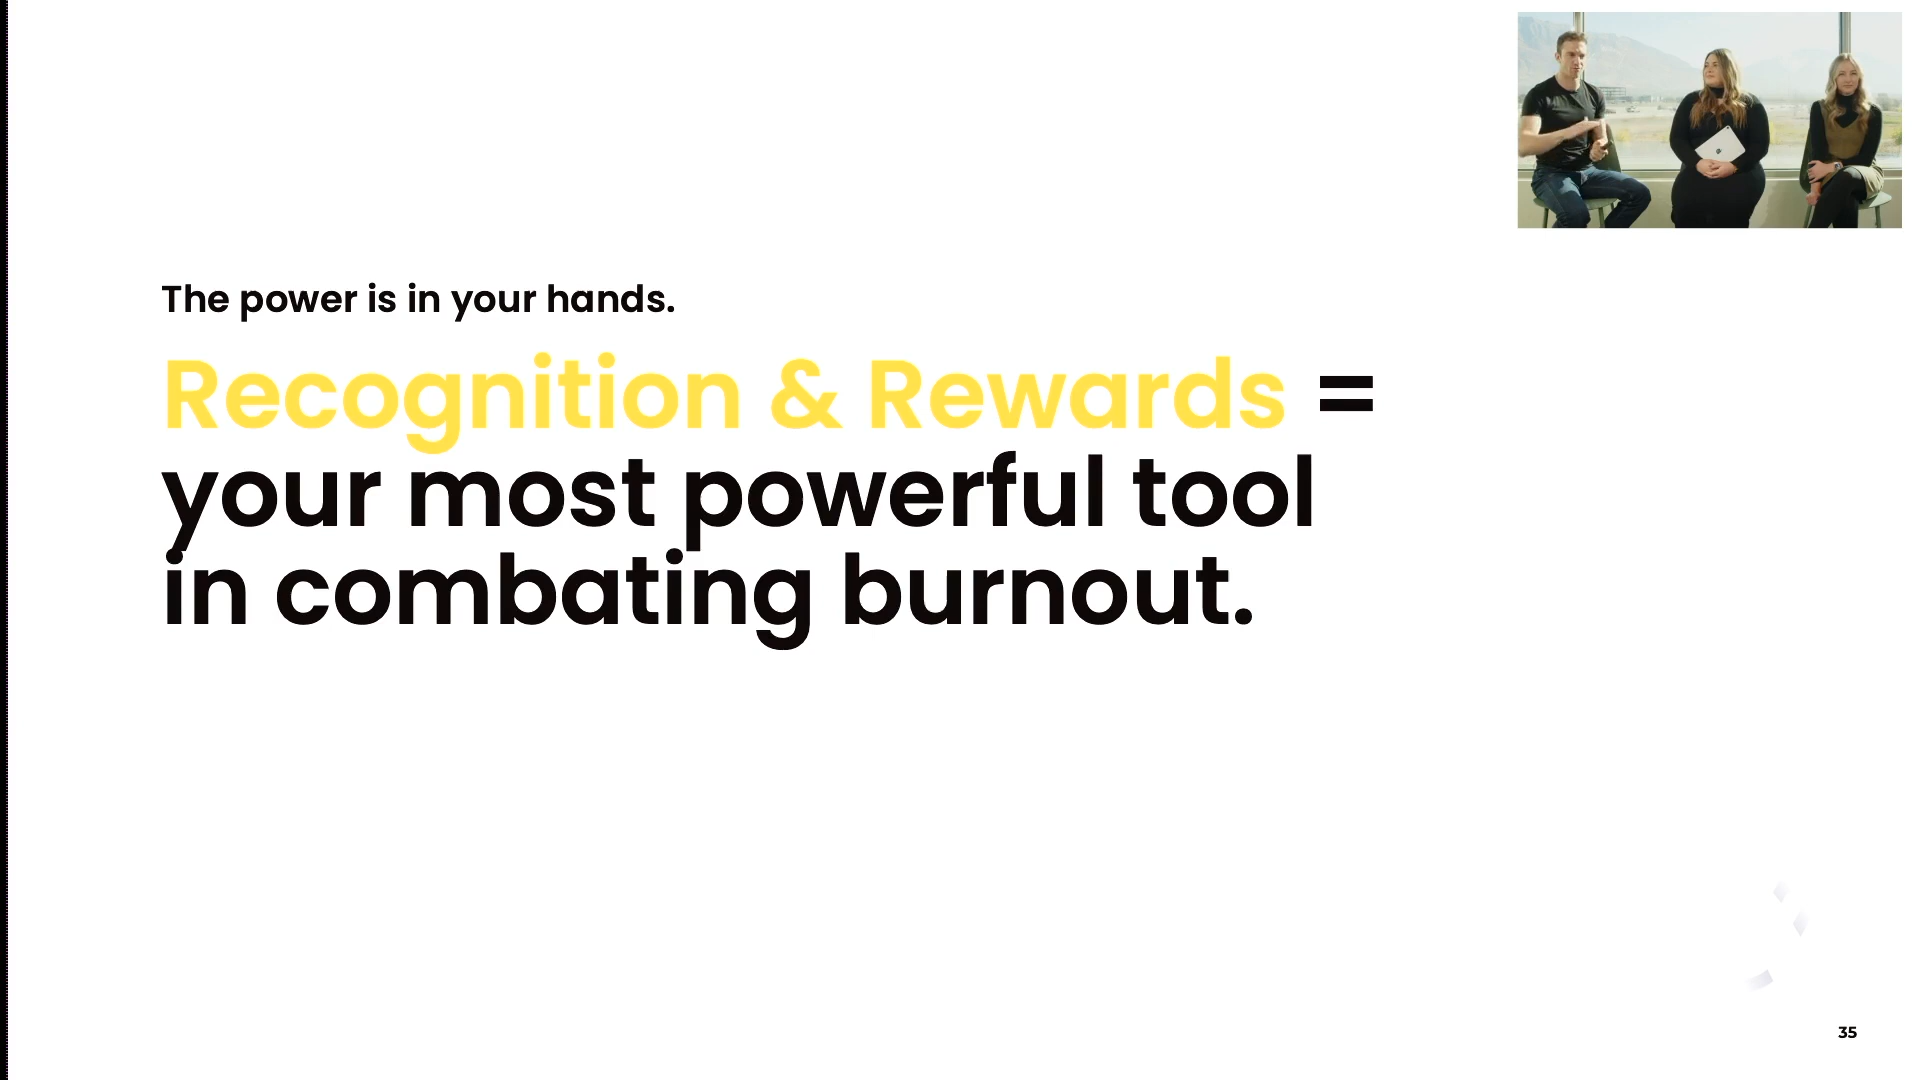 The power is in your hands.
Recognition & Rewards =
your most powerful tool
in combating burnout.
35